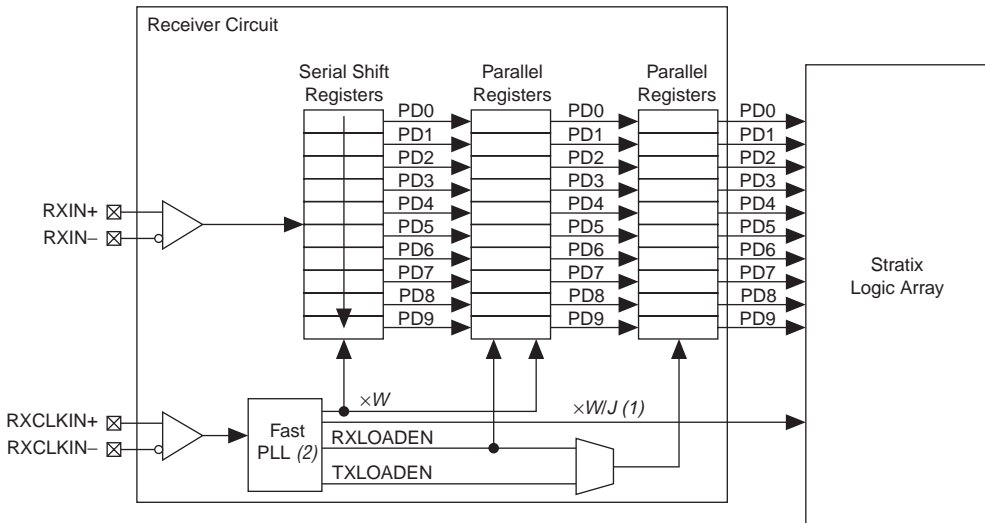 Receiver Circuit
Serial Shift
Registers
Parallel
Registers
Parallel
Registers
PD0 PD0 PD0
PD1 PD1 PD1
PD2 PD2 PD2
PD3 PD3 PD3
PD4 PD4 PD4
PD5 PD5 PD5
PD6 PD6 PD6
PD7 PD7 PD7
PD8 PD8 PD8
PD9 PD9 PD9
RXIN+
RXIN−
Stratix
Logic Array
×W
×W/J (1)
RXCLKIN+
RXCLKIN−
Fast
PLL (2)
RXLOADEN
TXLOADEN